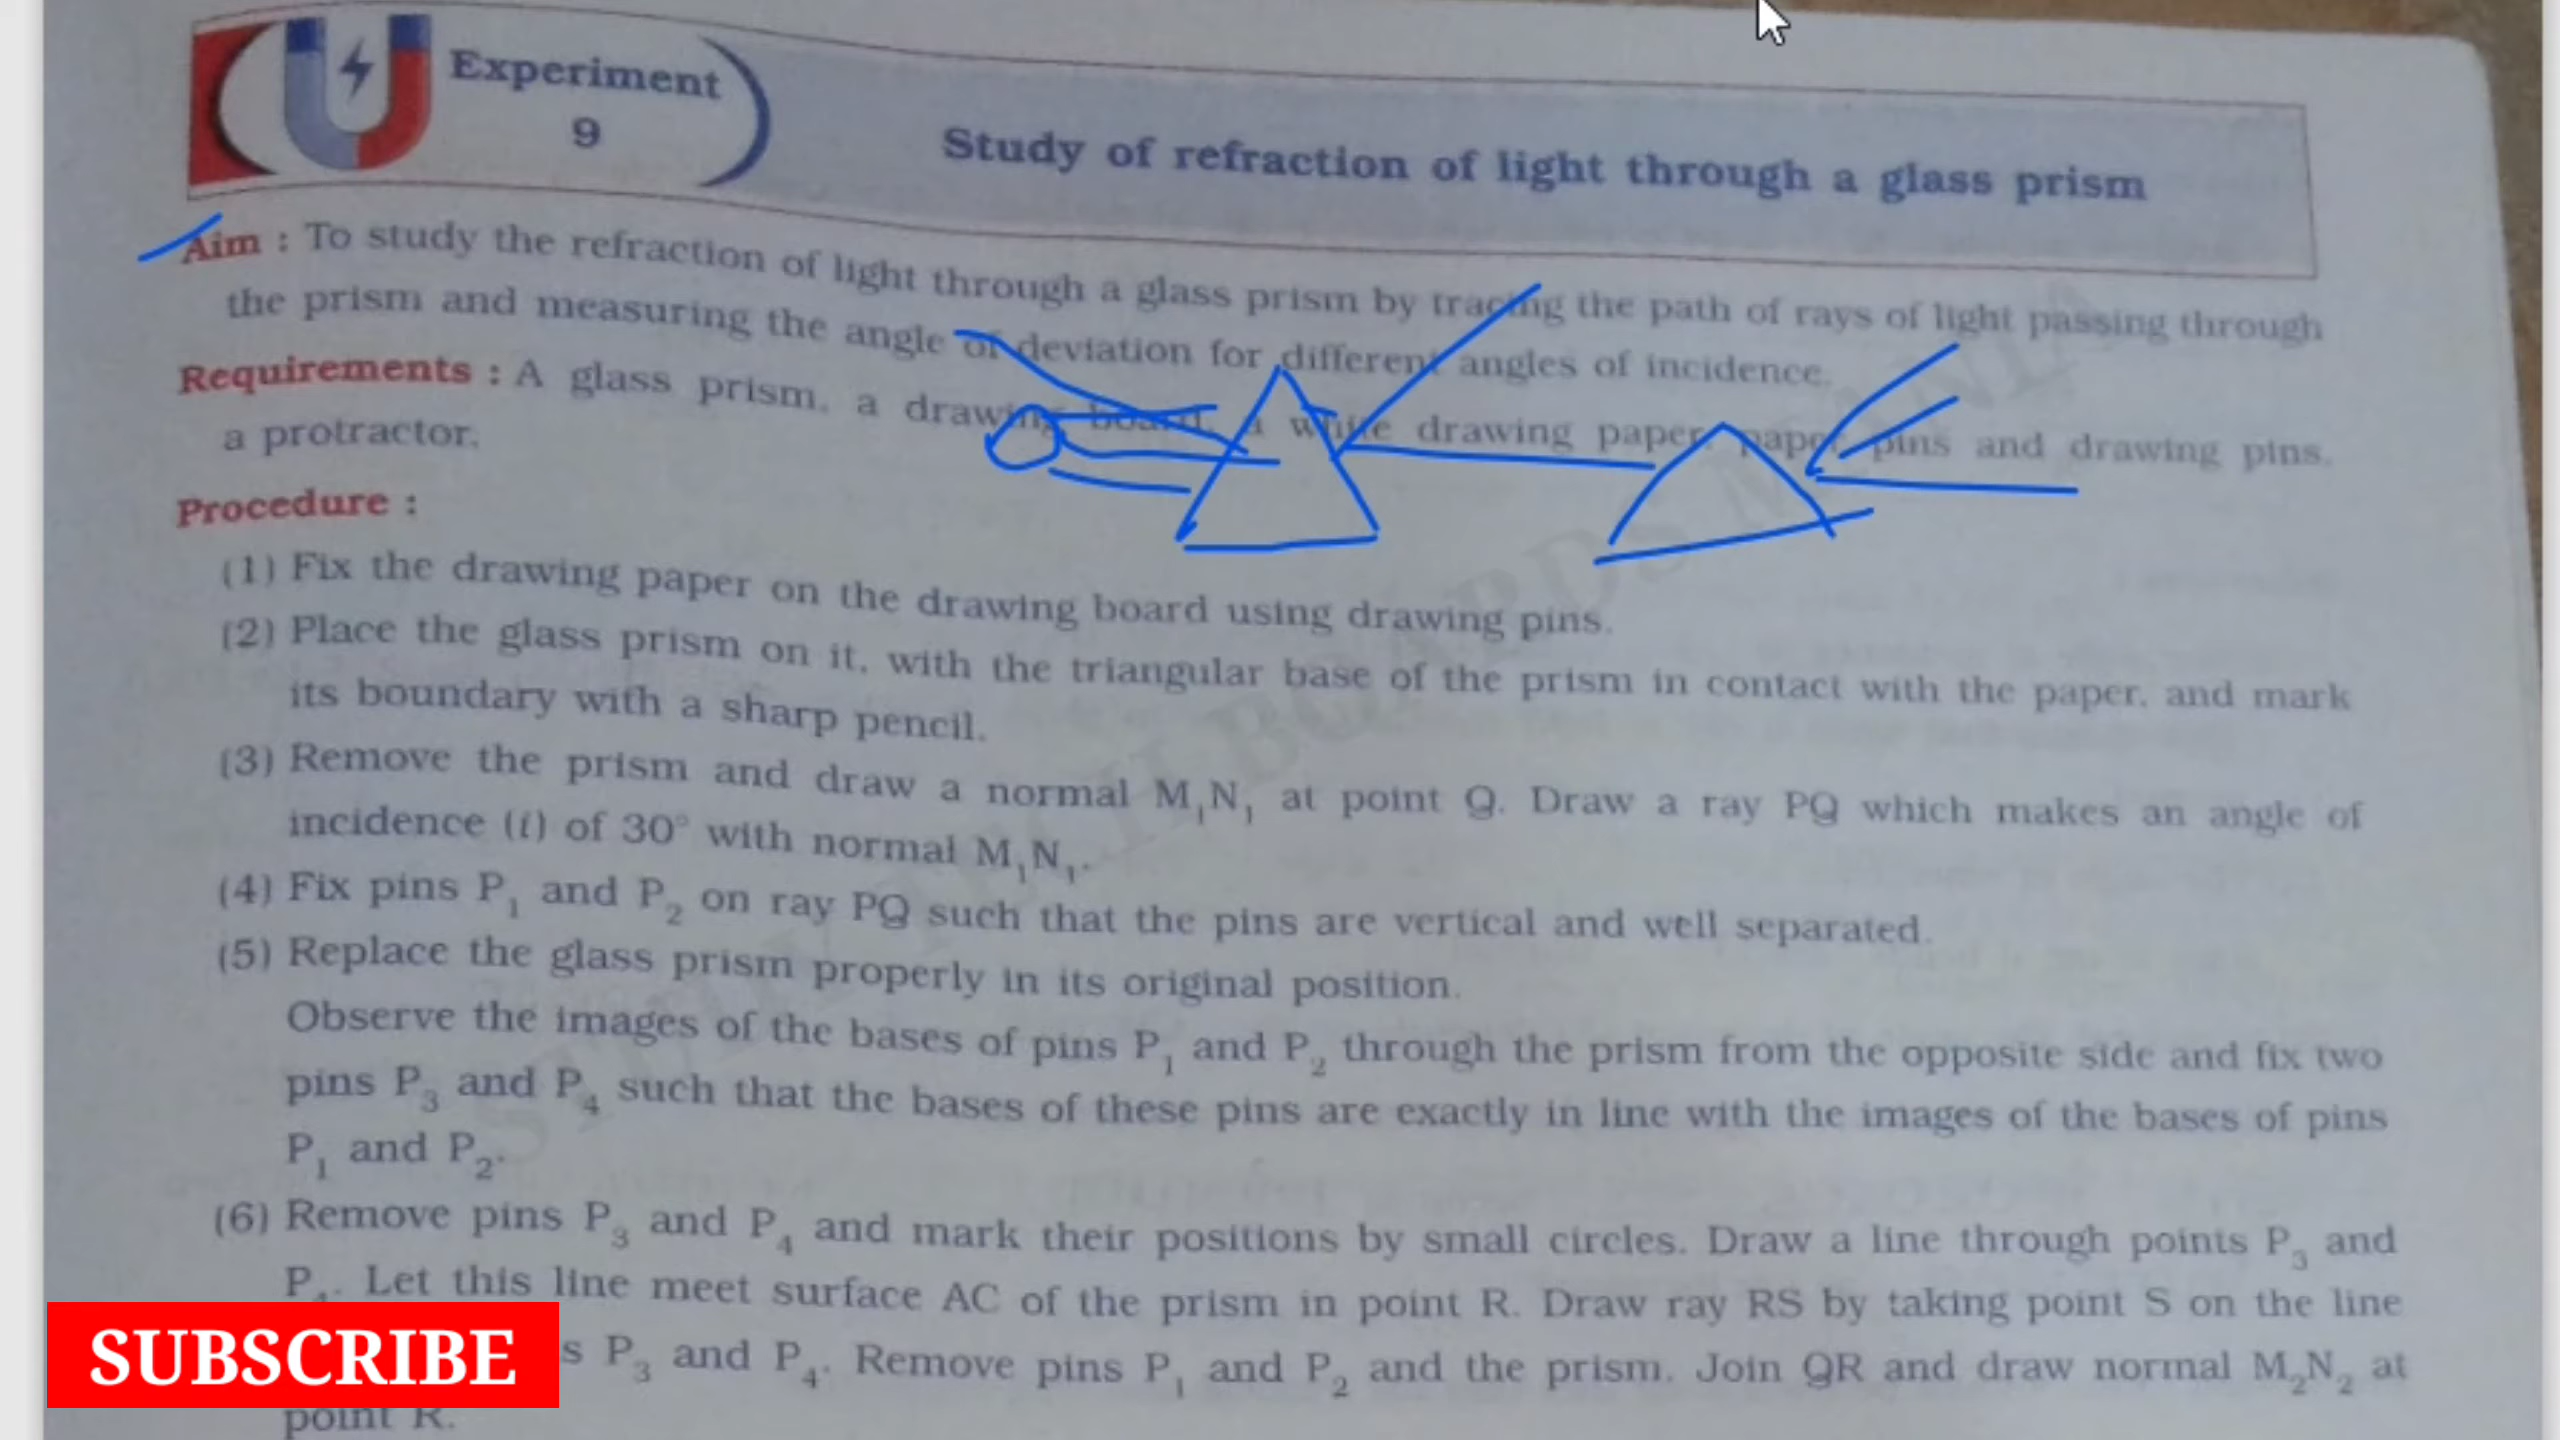 Experiment
9
Study of refraction of light through a glass prism
Aim : To study the refraction of light through a glass prism by tracing the path of rays of light passing through
the prism and measuring the angle of deviation for different angles of incidence.
Requirements : A glass prism, a drawing board, a white drawing paper, paper pins and drawing pins,
a protractor.
Procedure :
(1) Fix the drawing paper on the drawing board using drawing pins.
(2) Place the glass prism on it, with the triangular base of the prism in contact with the paper, and mark
its boundary with a sharp pencil.
(3) Remove the prism and draw a normal M₁N₁ at point Q. Draw a ray PQ which makes an angle of
incidence (i) of 30° with normal M₁N₁.
(4) Fix pins P₁ and P₂ on ray PQ such that the pins are vertical and well separated.
(5) Replace the glass prism properly in its original position.
Observe the images of the bases of pins P₁ and P₂ through the prism from the opposite side and fix two
pins P₃ and P₄ such that the bases of these pins are exactly in line with the images of the bases of pins
P₁ and P₂.
(6) Remove pins P₃ and P₄ and mark their positions by small circles. Draw a line through points P₃ and
P₄. Let this line meet surface AC of the prism in point R. Draw ray RS by taking point S on the line
s P₃ and P₄. Remove pins P₁ and P₂ and the prism. Join QR and draw normal M₂N₂ at
point R.
SUBSCRIBE